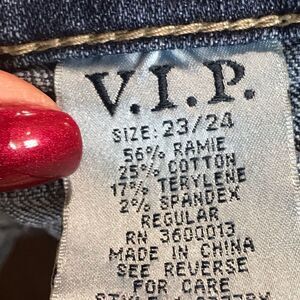 V.I.P.
SIZE: 23/24
56% RAMIE
25% COTTON
17% TERYLENE
2% SPANDEX
REGULAR
RN 3600013
MADE IN CHINA
SEE REVERSE
FOR CARE